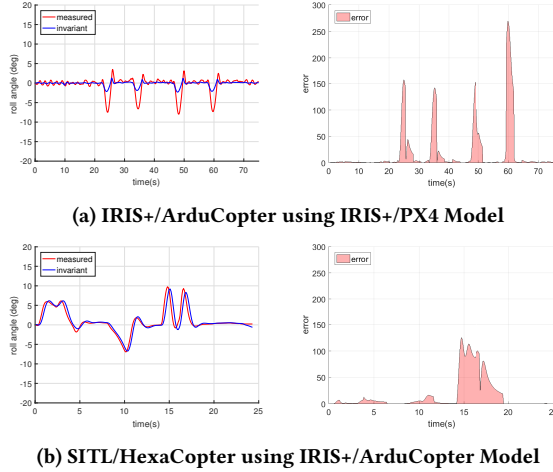 20
15
10
5
0
-5
-10
-15
-20
roll angle (deg)
measured
invariant
0 10 20 30 40 50 60 70
time(s)
300
250
200
150
100
50
0
error
error
0 10 20 30 40 50 60 70
time(s)
(a) IRIS+/ArduCopter using IRIS+/PX4 Model
20
15
10
5
0
-5
-10
-15
-20
roll angle (deg)
measured
invariant
0 5 10 15 20 25
time(s)
300
250
200
150
100
50
0
error
error
0 5 10 15 20 25
time(s)
(b) SITL/HexaCopter using IRIS+/ArduCopter Model